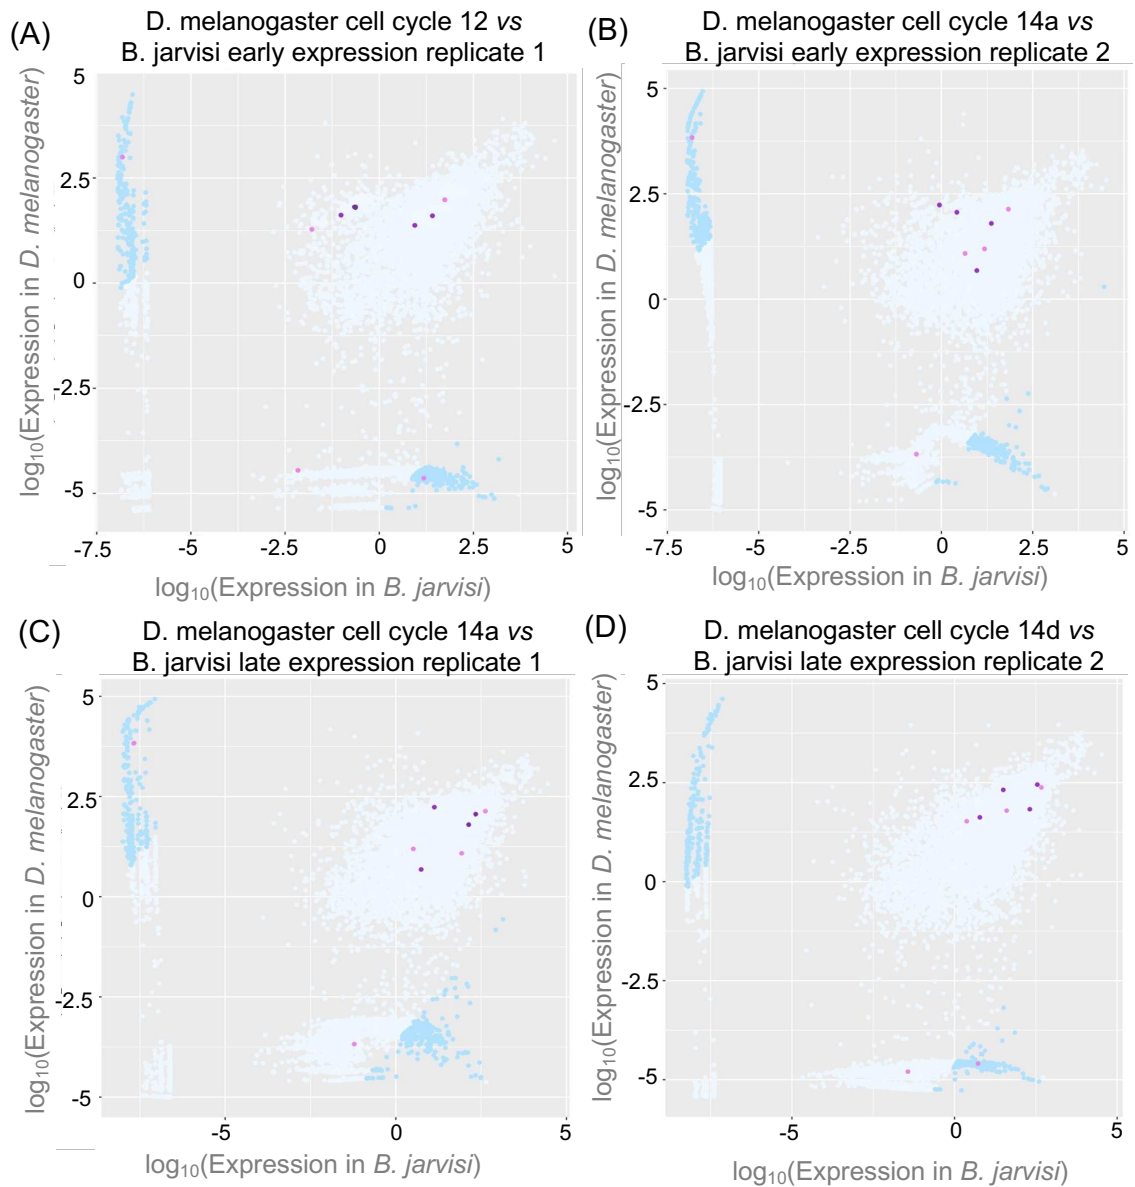 (A)
D. melanogaster cell cycle 12 vs
B. jarvisi early expression replicate 1
log10(Expression in D. melanogaster)
5
2.5
0
-2.5
-5
-7.5
-5
-2.5
0
2.5
5
log10(Expression in B. jarvisi)
(B)
D. melanogaster cell cycle 14a vs
B. jarvisi early expression replicate 2
log10(Expression in D. melanogaster)
5
2.5
0
-2.5
-5
-7.5
-5
-2.5
0
2.5
5
log10(Expression in B. jarvisi)
(C)
D. melanogaster cell cycle 14a vs
B. jarvisi late expression replicate 1
log10(Expression in D. melanogaster)
5
2.5
0
-2.5
-5
-5
0
5
log10(Expression in B. jarvisi)
(D)
D. melanogaster cell cycle 14d vs
B. jarvisi late expression replicate 2
log10(Expression in D. melanogaster)
5
2.5
0
-2.5
-5
-5
0
5
log10(Expression in B. jarvisi)